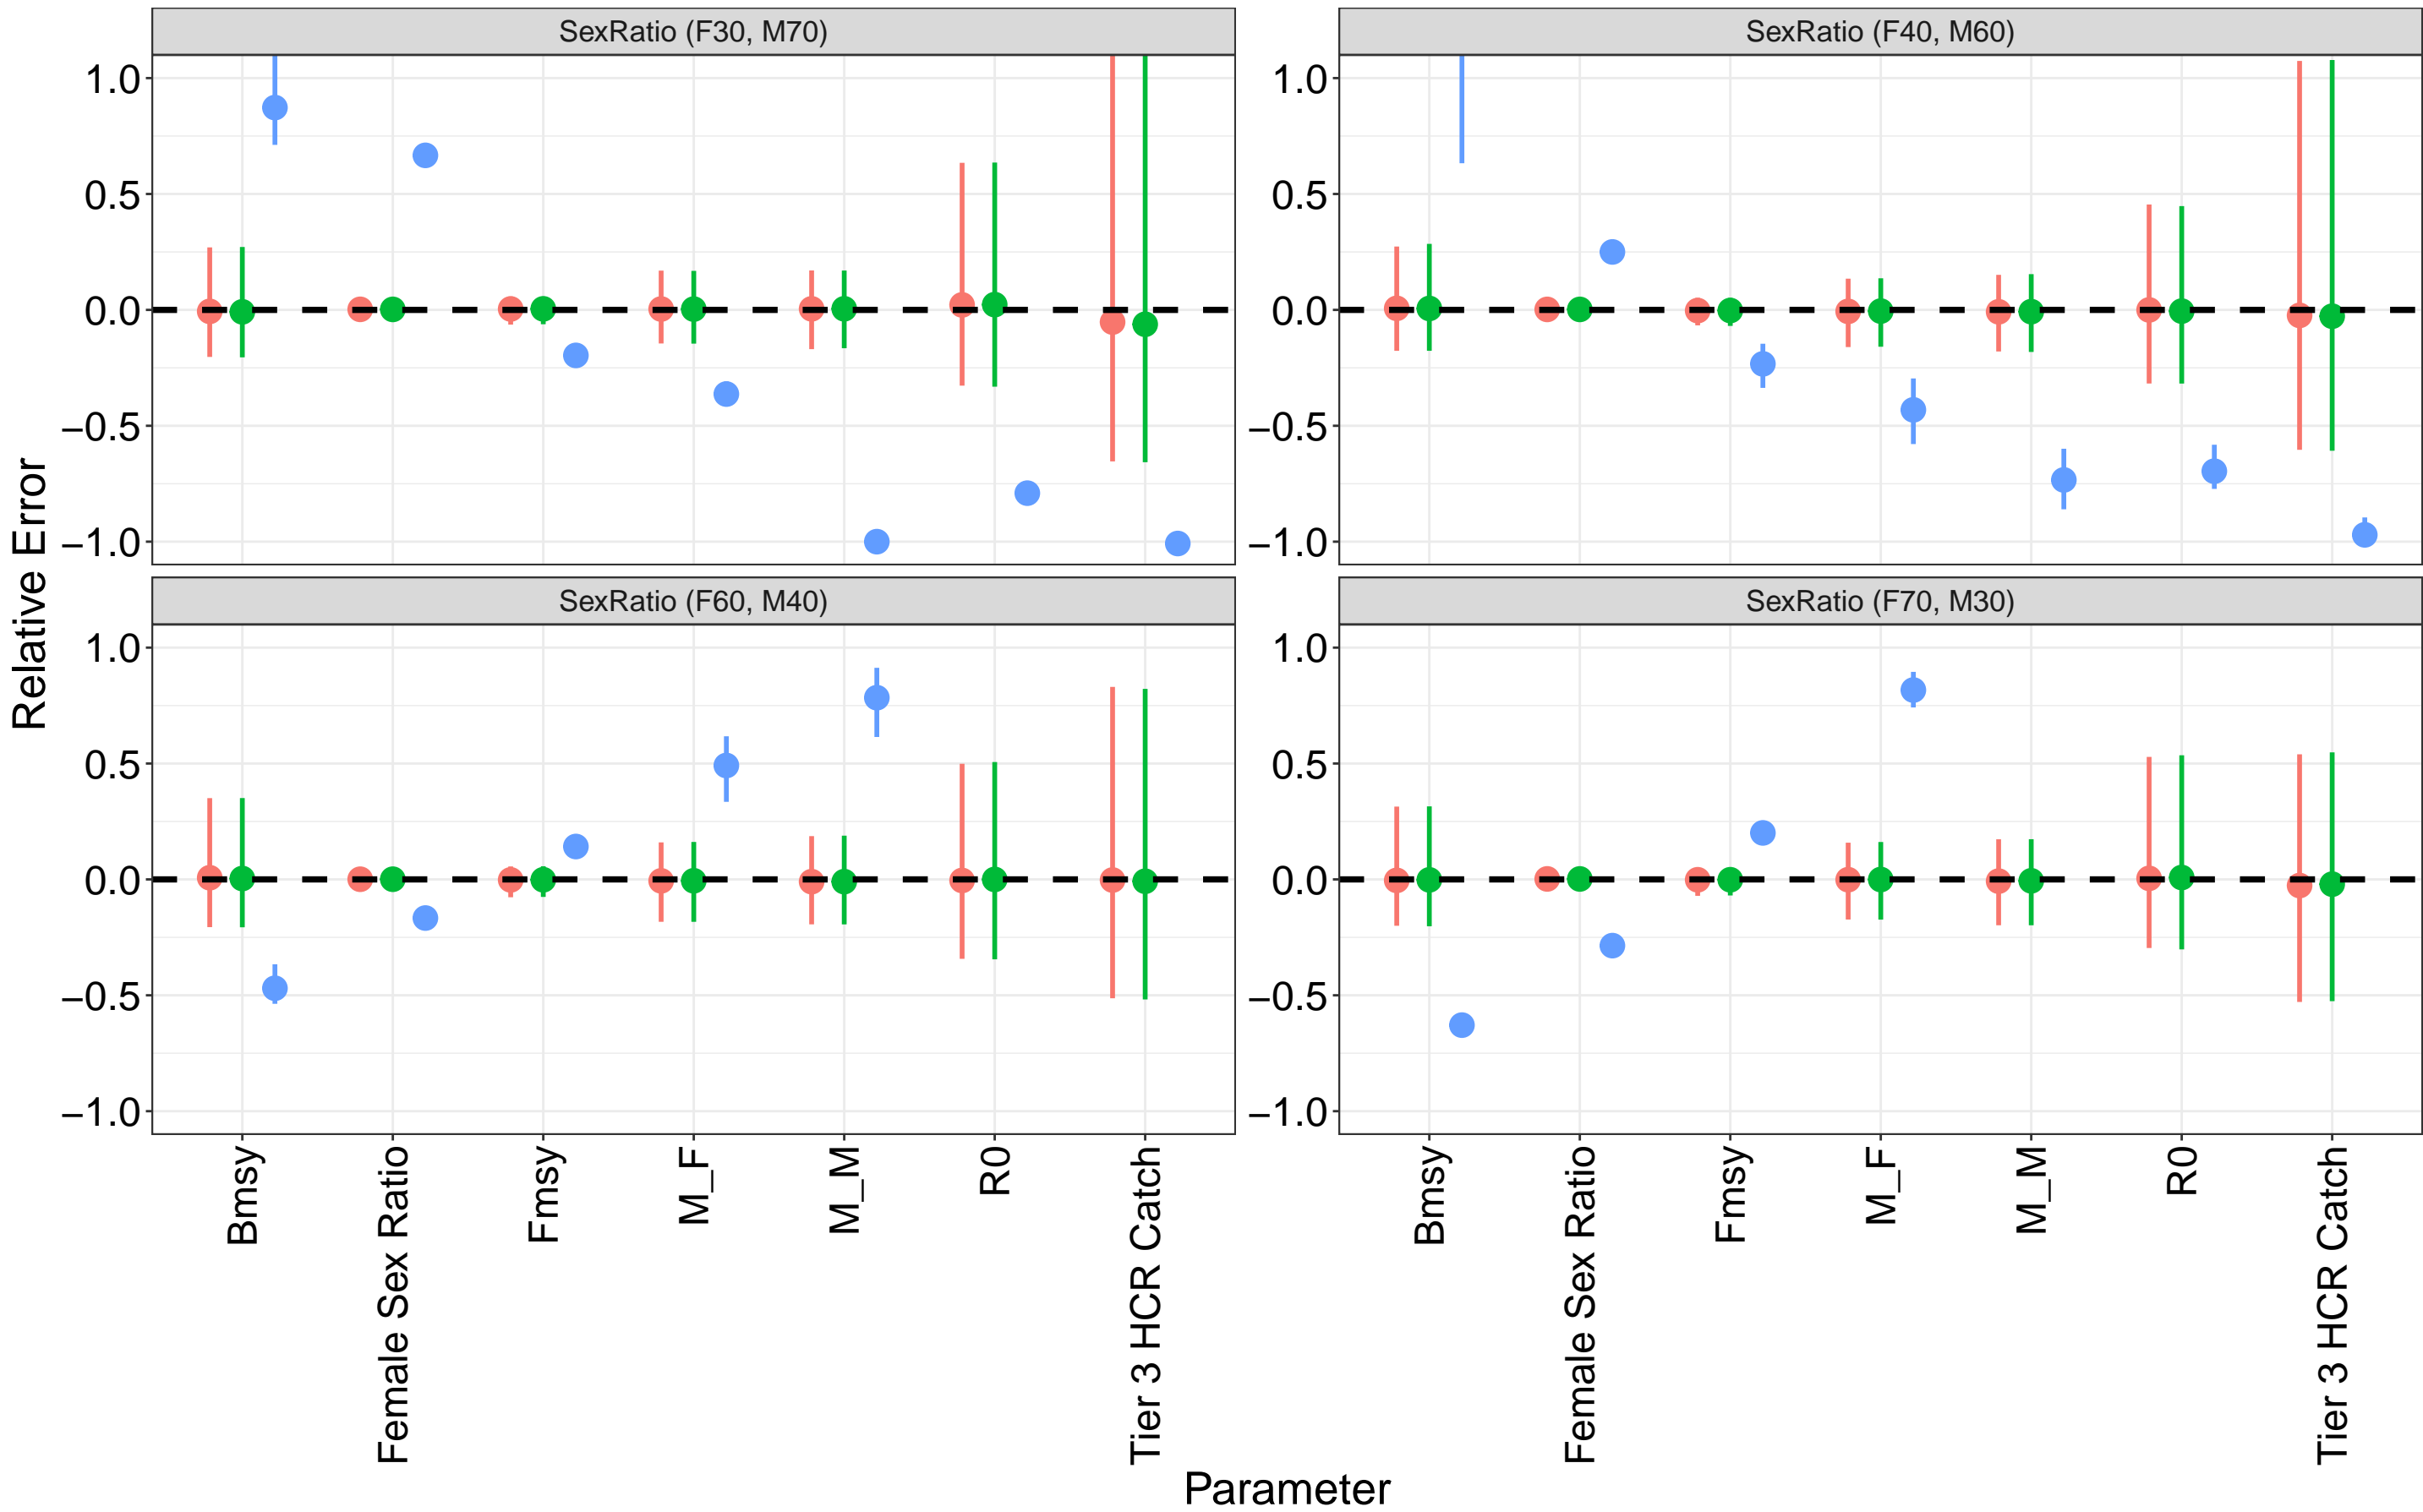 SexRatio (F30, M70)
SexRatio (F40, M60)
1.0
0.5
0.0
−0.5
−1.0
1.0
0.5
0.0
−0.5
−1.0
SexRatio (F60, M40)
SexRatio (F70, M30)
1.0
0.5
0.0
−0.5
−1.0
1.0
0.5
0.0
−0.5
−1.0
Relative Error
Bmsy
Female Sex Ratio
Fmsy
M_F
M_M
R0
Tier 3 HCR Catch
Bmsy
Female Sex Ratio
Fmsy
M_F
M_M
R0
Tier 3 HCR Catch
Parameter